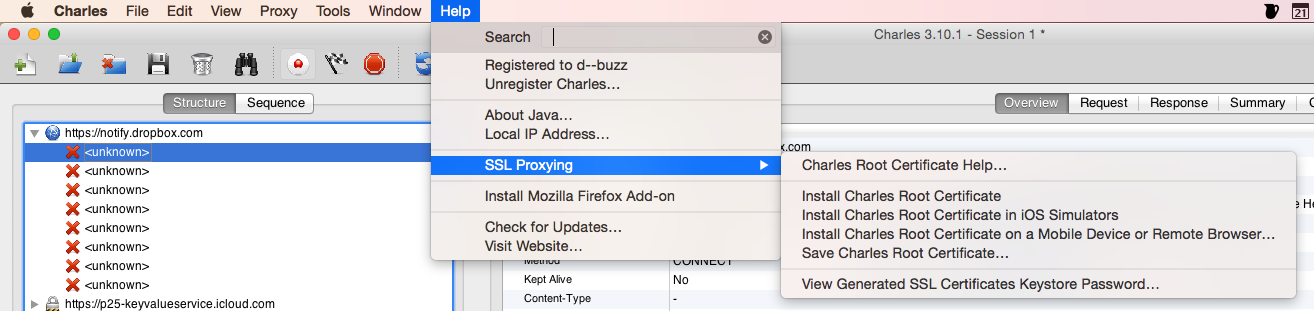 Charles File Edit View Proxy Tools Window Help 21
Charles 3.10.1 - Session 1 *
Search
Registered to d--buzz
Unregister Charles...
About Java...
Local IP Address...
SSL Proxying
Install Mozilla Firefox Add-on
Check for Updates...
Visit Website...
Charles Root Certificate Help...
Install Charles Root Certificate
Install Charles Root Certificate in iOS Simulators
Install Charles Root Certificate on a Mobile Device or Remote Browser...
Save Charles Root Certificate...
View Generated SSL Certificates Keystore Password...
Structure Sequence
https://notify.dropbox.com
<unknown>
<unknown>
<unknown>
<unknown>
<unknown>
<unknown>
<unknown>
<unknown>
https://p25-keyvalueservice.icloud.com
Overview Request Response Summary
x.com
Method CONNECT
Kept Alive No
Content-Type -